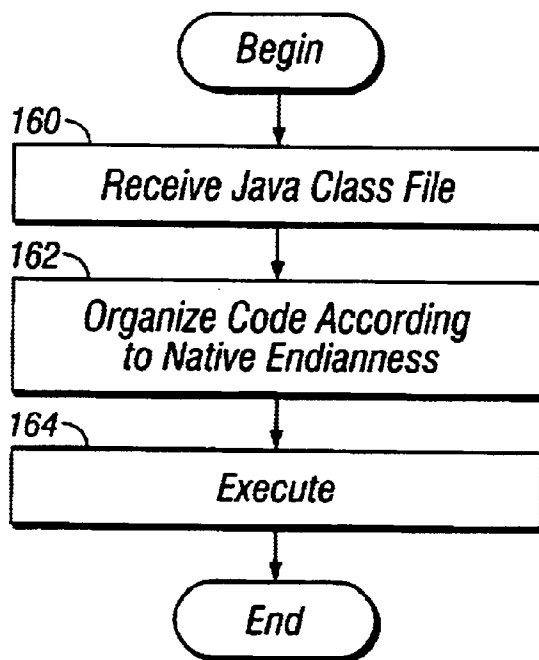 Begin
160
Receive Java Class File
162
Organize Code According
to Native Endianness
164
Execute
End